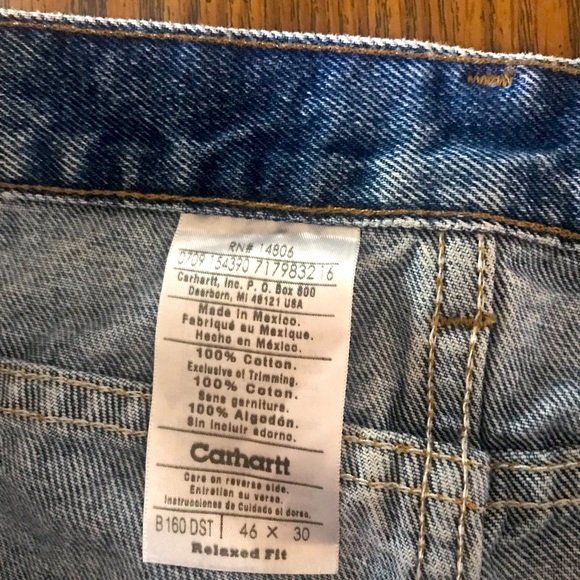 RN# 14806
0709 154390 7179832 16
Carhartt, Inc. P. O. Box 600
Dearborn, MI 48121 USA
Made in Mexico.
Fabriqué au Mexique.
Hecho en México.
100% Cotton.
Exclusive of Trimming.
100% Coton.
Sans garniture.
100% Algodón.
Sin incluir adorno.
Carhartt
Care on reverse side.
Entretien au verso.
Instrucciones de Cuidado al dorso.
B160 DST 46 X 30
Relaxed Fit